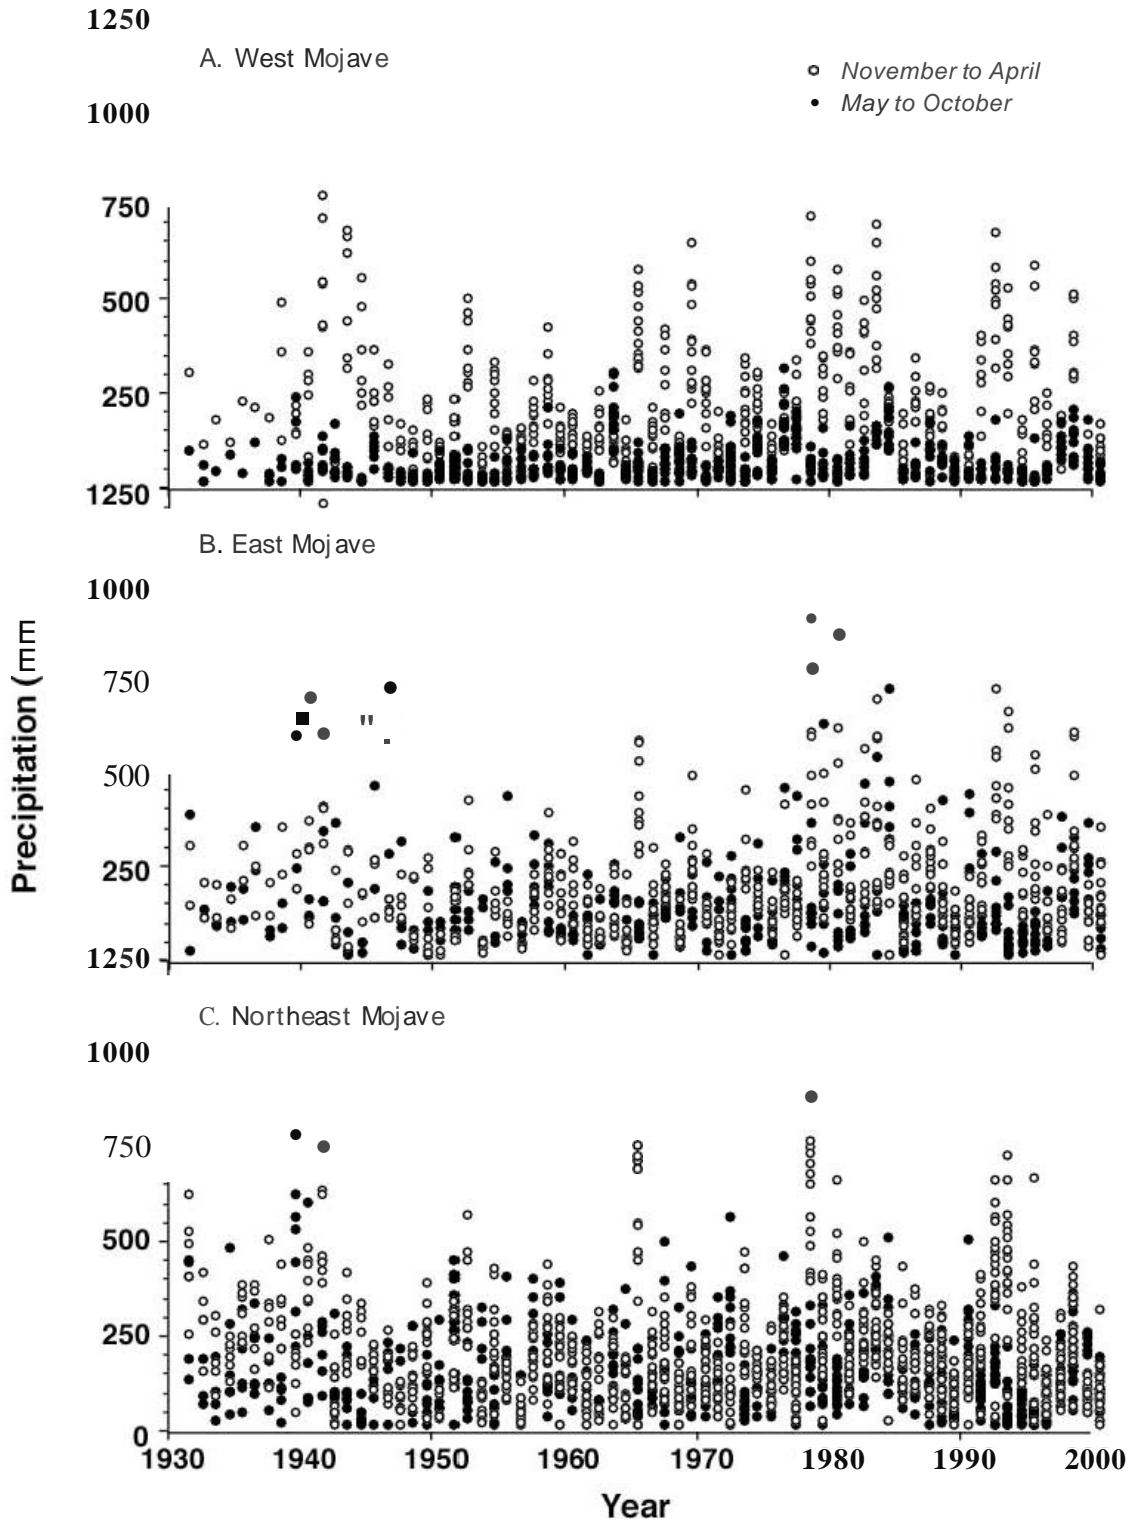 1250
A. West Mojave
November to April
May to October
1000
750
500
250
1250
B. East Mojave
1000
750
500
250
1250
C. Northeast Mojave
1000
750
500
250
0
1930 1940 1950 1960 1970 1980 1990 2000
Year
Precipitation (mm